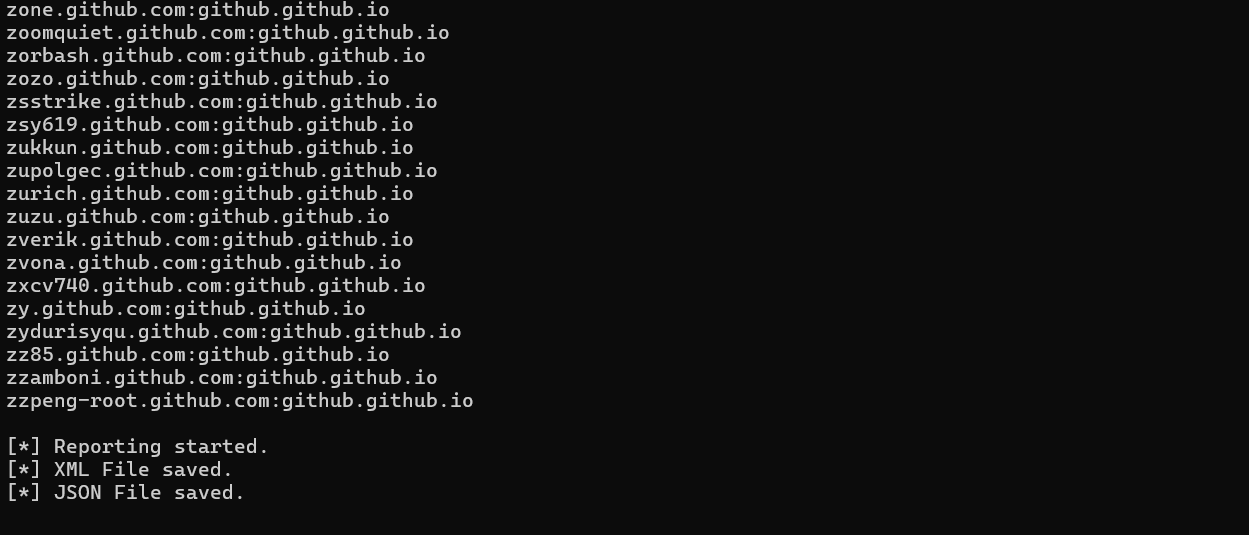 zone.github.com:github.github.io
zoomquiet.github.com:github.github.io
zorbash.github.com:github.github.io
zozo.github.com:github.github.io
zsstrike.github.com:github.github.io
zsy619.github.com:github.github.io
zukkun.github.com:github.github.io
zupolgec.github.com:github.github.io
zurich.github.com:github.github.io
zuzu.github.com:github.github.io
zverik.github.com:github.github.io
zvona.github.com:github.github.io
zxcv740.github.com:github.github.io
zy.github.com:github.github.io
zydurisyqu.github.com:github.github.io
zz85.github.com:github.github.io
zzamboni.github.com:github.github.io
zzpeng-root.github.com:github.github.io
[*] Reporting started.
[*] XML File saved.
[*] JSON File saved.